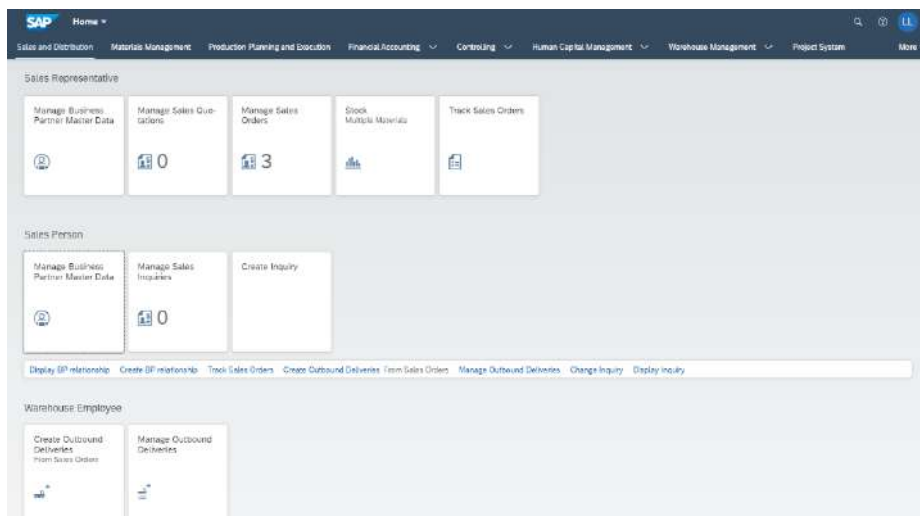 SAP Home
LL
Sales and Distribution Materials Management Production Planning and Execution Financial Accounting Controlling Human Capital Management Warehouse Management Project System More
Sales Representative
Manage Business Partner Master Data
Manage Sales Quo-
tations
0
Manage Sales
Orders
3
Stock
Multiple Materials
Track Sales Orders
Sales Person
Manage Business
Partner Master Data
Manage Sales
Inquiries
0
Create Inquiry
Display BP relationship Create BP relationship Track Sales Orders Create Outbound Deliveries From Sales Orders Manage Outbound Deliveries Change Inquiry Display Inquiry
Warehouse Employee
Create Outbound
Deliveries
From Sales Orders
Manage Outbound
Deliveries